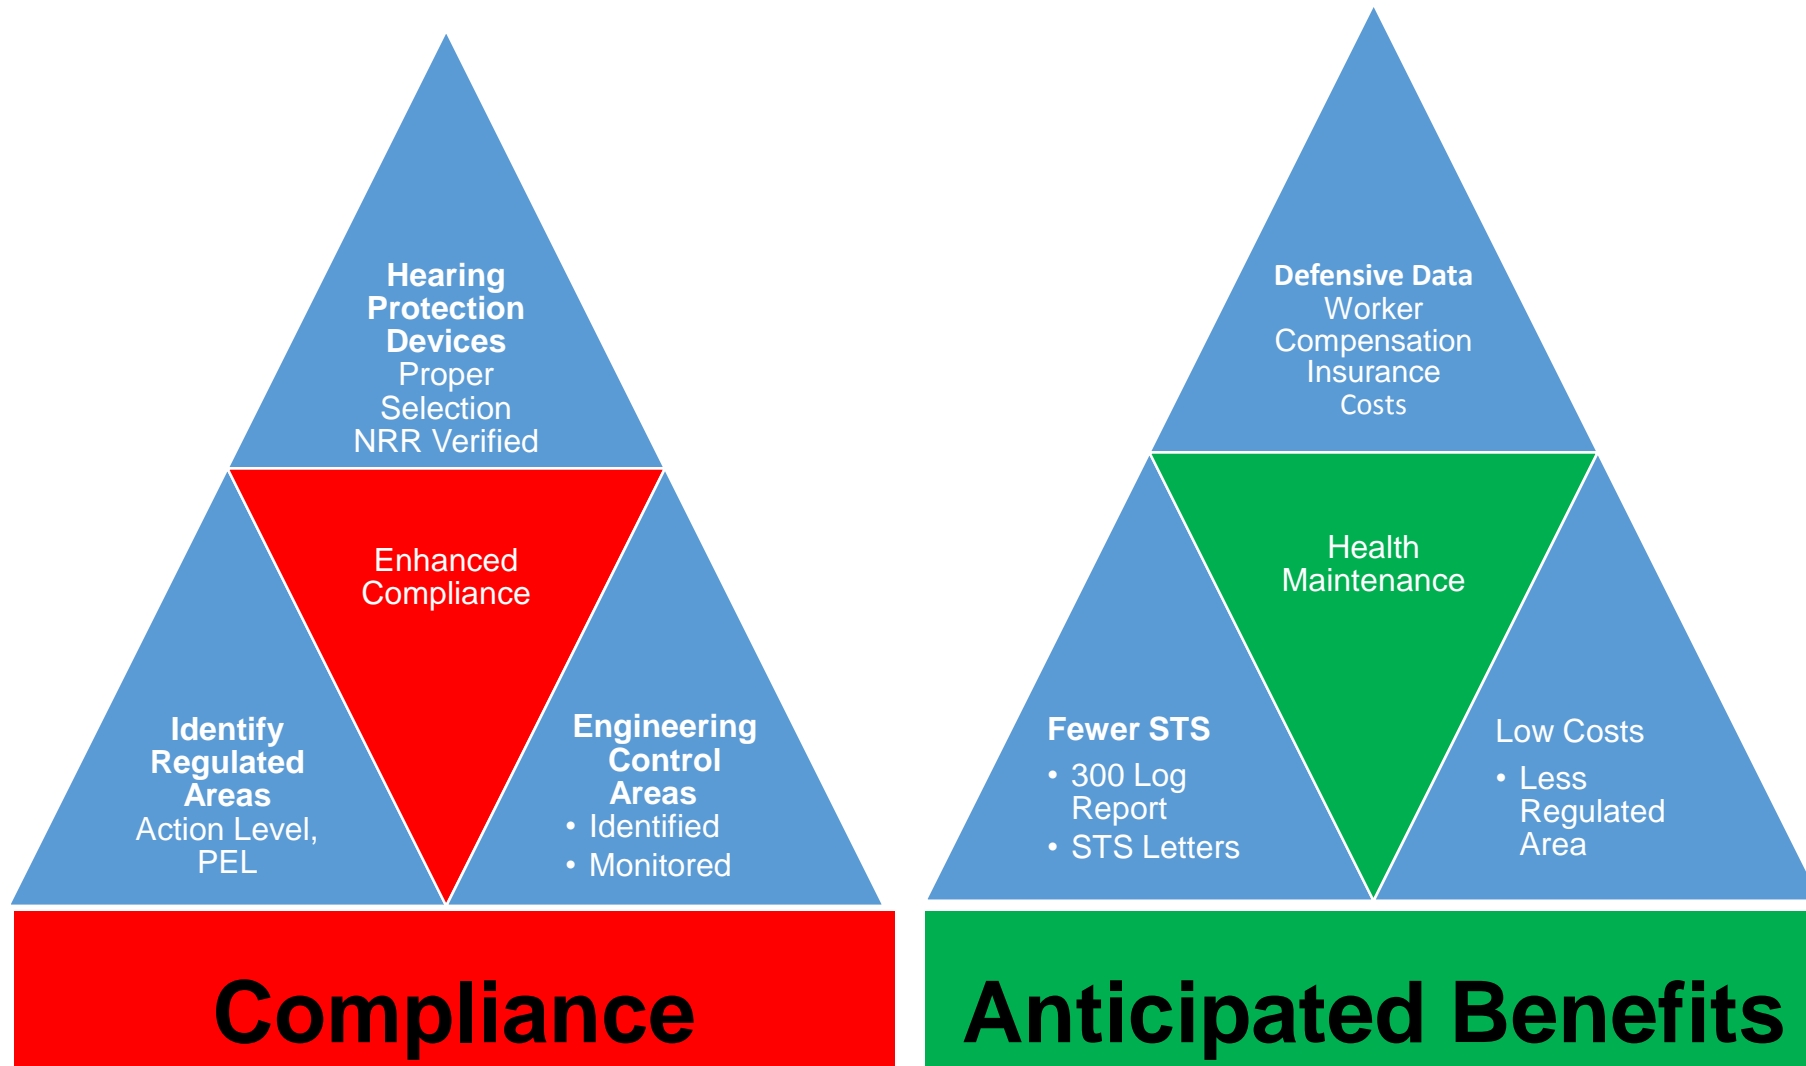 Hearing
Protection
Devices
Proper
Selection
NRR Verified
Enhanced
Compliance
Identify
Regulated
Areas
Action Level,
PEL
Engineering
Control
Areas
• Identified
• Monitored
Compliance
Defensive Data
Worker
Compensation
Insurance
Costs
Health
Maintenance
Fewer STS
• 300 Log
Report
• STS Letters
Low Costs
• Less
Regulated
Area
Anticipated Benefits